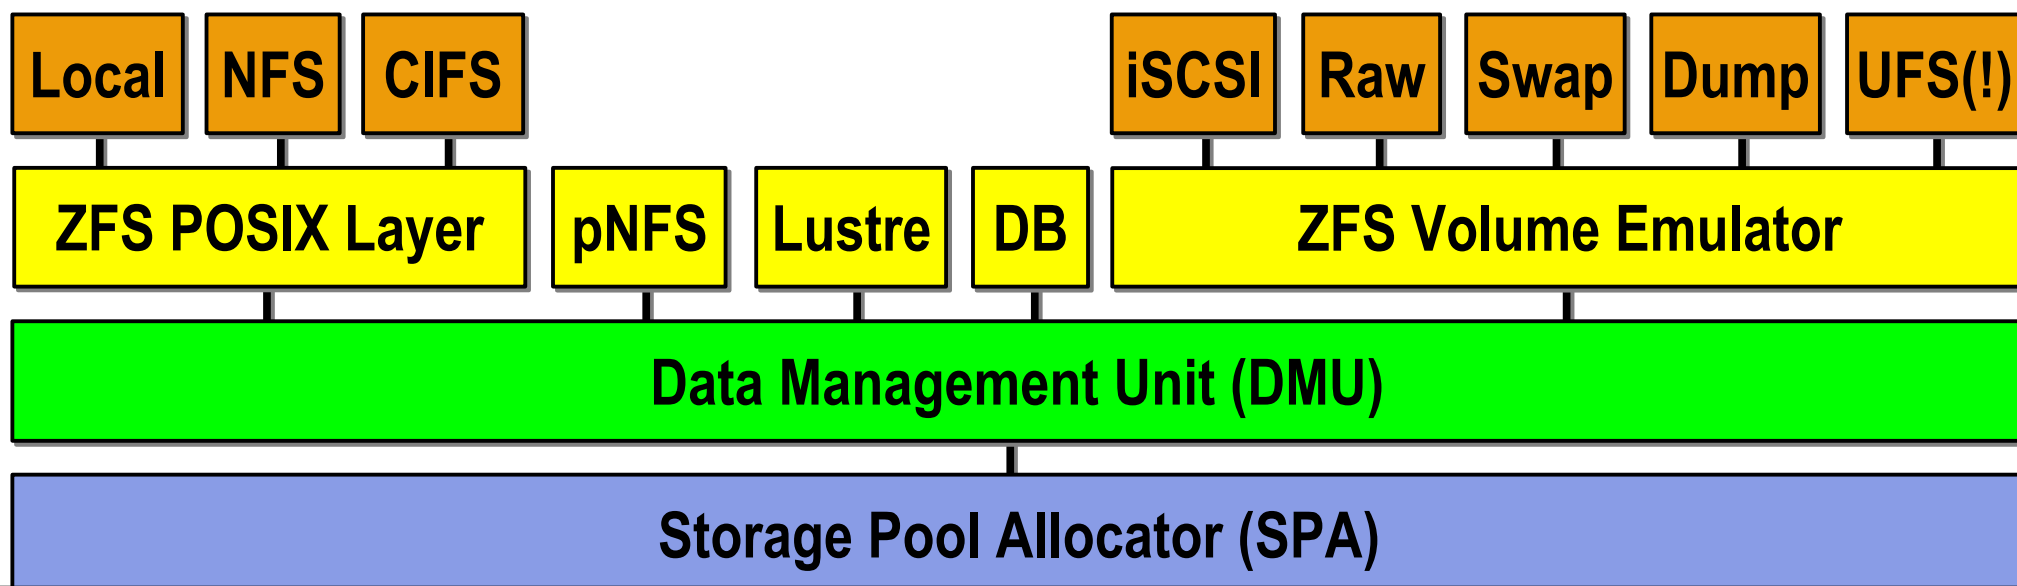 Local NFS CIFS iSCSI Raw Swap Dump UFS(!)
ZFS POSIX Layer pNFS Lustre DB ZFS Volume Emulator
Data Management Unit (DMU)
Storage Pool Allocator (SPA)